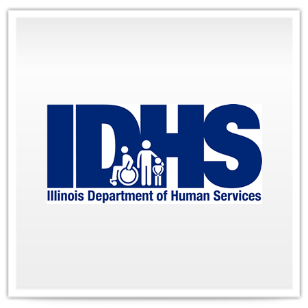 IDHS
Illinois Department of Human Services